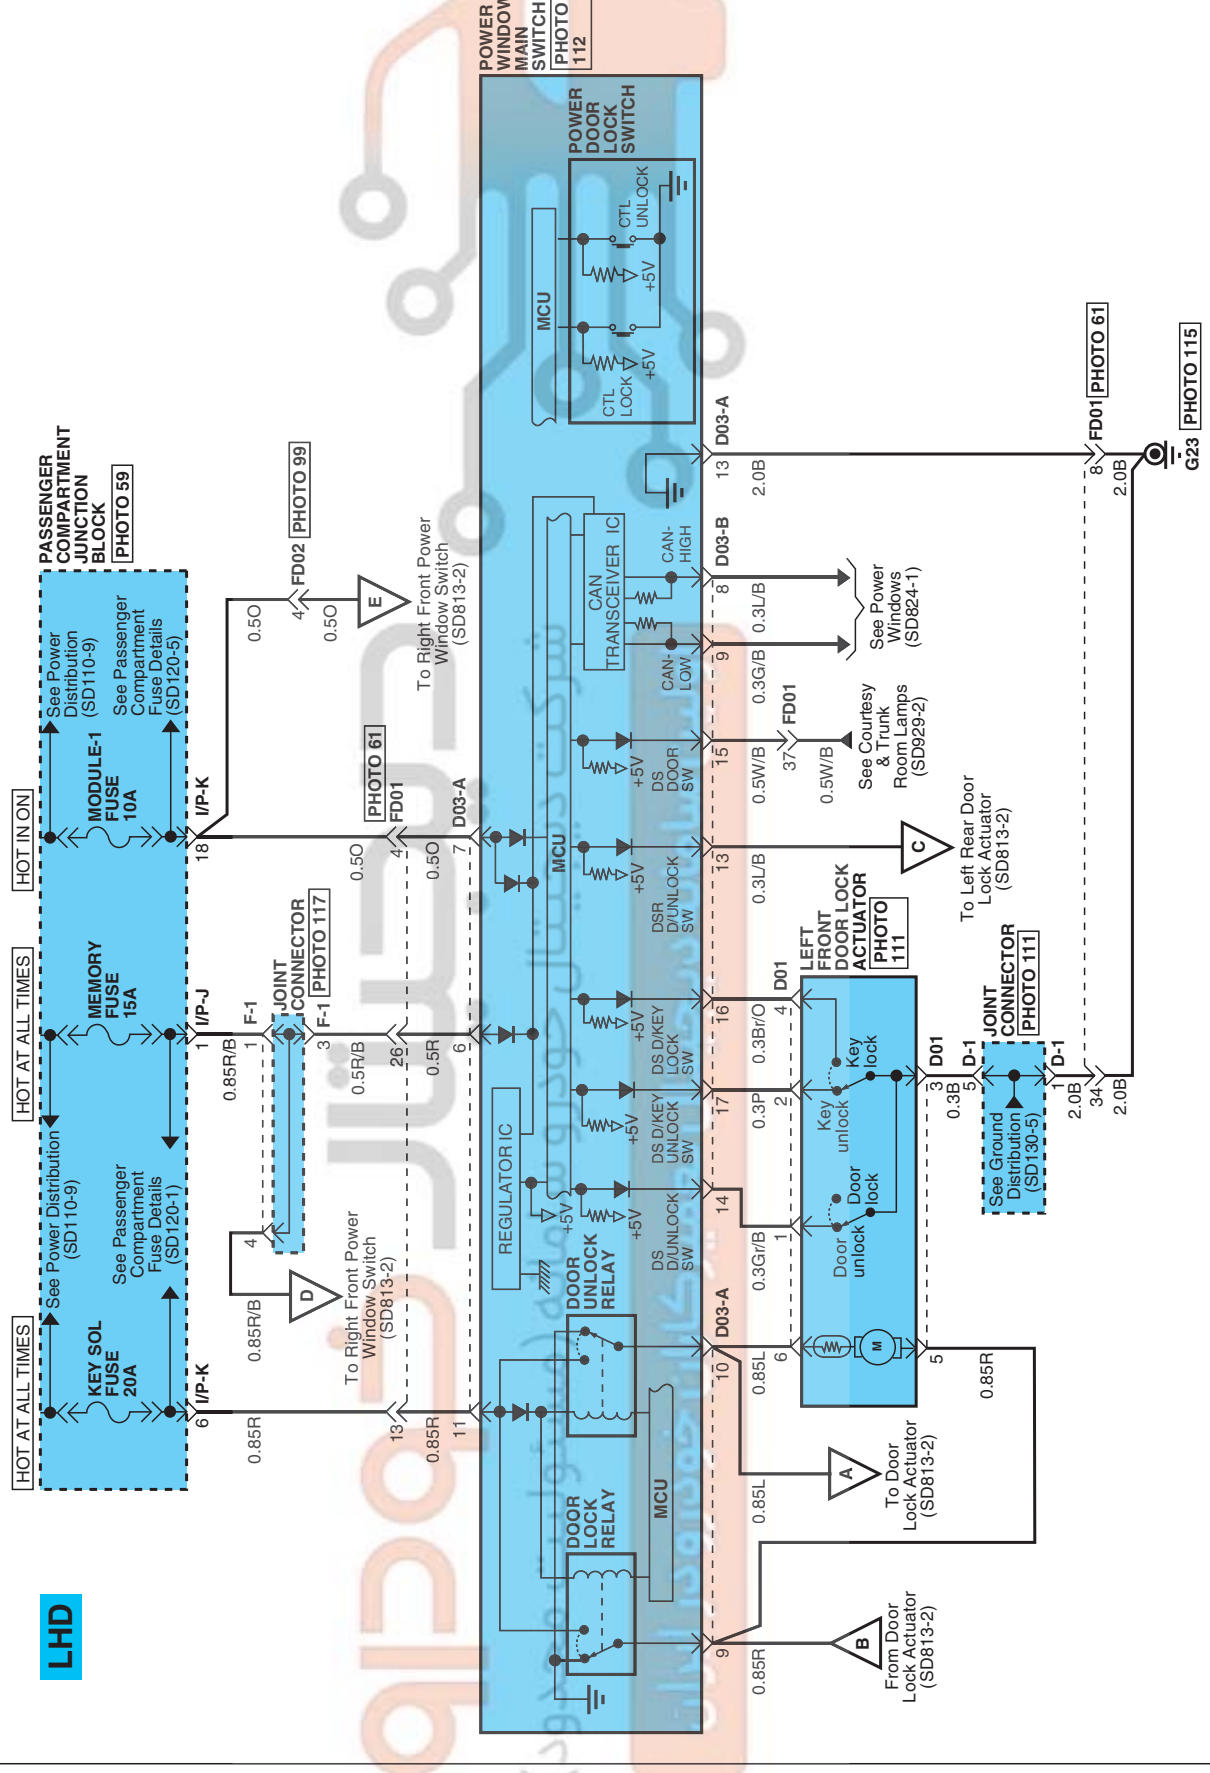 LHD
HOT AT ALL TIMES
HOT AT ALL TIMES
HOT IN ON
PASSENGER
COMPARTMENT
JUNCTION
BLOCK
PHOTO 59
KEY SOL
FUSE
20A
See Power Distribution
(SD110-9)
See Passenger
Compartment
Fuse Details
(SD120-1)
MEMORY
FUSE
15A
MODULE-1
FUSE
10A
See Power
Distribution
(SD110-9)
See Passenger
Compartment
Fuse Details
(SD120-5)
6
I/P-K
1
I/P-J
18
I/P-K
0.85R
0.85R/B
4
0.85R/B
F-1
1
JOINT
CONNECTOR
PHOTO 117
F-1
3
0.5R/B
0.5O
0.5O
4
FD02
PHOTO 99
0.5O
D
To Right Front Power
Window Switch
(SD813-2)
E
To Right Front Power
Window Switch
(SD813-2)
13
26
4
FD01
PHOTO 61
0.85R
0.5R
0.5O
11
6
7
D03-A
POWER
WINDOW
MAIN
SWITCH
PHOTO
112
DOOR
LOCK
RELAY
DOOR
UNLOCK
RELAY
MCU
REGULATOR IC
+5V
MCU
CAN
TRANSCEIVER IC
CAN-
LOW
CAN-
HIGH
MCU
POWER
DOOR
LOCK
SWITCH
CTL
LOCK
+5V
CTL
UNLOCK
+5V
+5V
DS
D/UNLOCK
SW
+5V
DS D/KEY
UNLOCK
SW
+5V
DS D/KEY
LOCK
SW
+5V
DSR
D/UNLOCK
SW
+5V
DS
DOOR
SW
9
10
D03-A
14
17
16
13
15
9
8
D03-B
13
D03-A
0.85R
0.85L
0.85L
0.3Gr/B
0.3P
0.3Br/O
0.3L/B
0.5W/B
0.3G/B
0.3L/B
2.0B
37
FD01
0.5W/B
See Courtesy
& Trunk
Room Lamps
(SD929-2)
See Power
Windows
(SD824-1)
B
From Door
Lock Actuator
(SD813-2)
A
To Door
Lock Actuator
(SD813-2)
C
To Left Rear Door
Lock Actuator
(SD813-2)
6
1
2
4
D01
LEFT
FRONT
DOOR LOCK
ACTUATOR
PHOTO
111
M
Door
unlock
Door
lock
Key
unlock
Key
lock
5
0.85R
3
D01
0.3B
5
D-1
JOINT
CONNECTOR
PHOTO 111
See Ground
Distribution
(SD130-5)
1
D-1
2.0B
34
2.0B
8
FD01
PHOTO 61
2.0B
G23
PHOTO 115